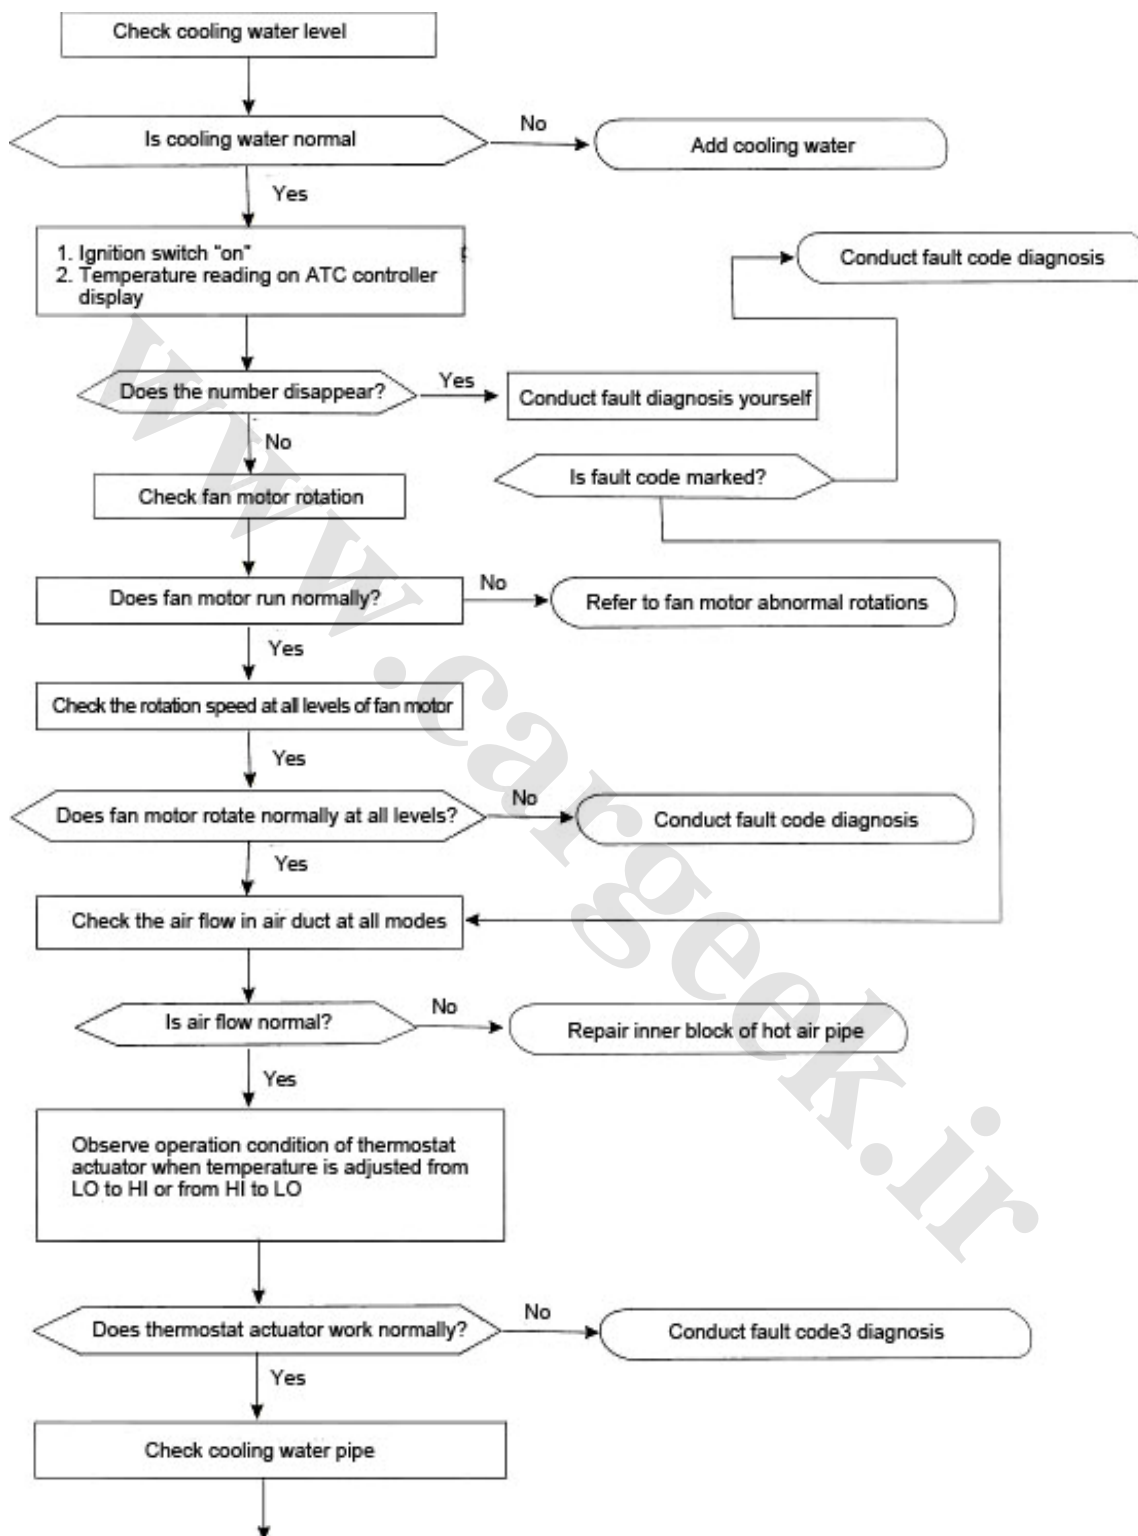 Check cooling water level
Is cooling water normal
No
Add cooling water
Yes
1. Ignition switch "on"
2. Temperature reading on ATC controller
display
Conduct fault code diagnosis
Does the number disappear?
Yes
Conduct fault diagnosis yourself
No
Is fault code marked?
Check fan motor rotation
Does fan motor run normally?
No
Refer to fan motor abnormal rotations
Yes
Check the rotation speed at all levels of fan motor
Yes
Does fan motor rotate normally at all levels?
No
Conduct fault code diagnosis
Yes
Check the air flow in air duct at all modes
Is air flow normal?
No
Repair inner block of hot air pipe
Yes
Observe operation condition of thermostat
actuator when temperature is adjusted from
LO to HI or from HI to LO
Does thermostat actuator work normally?
No
Conduct fault code3 diagnosis
Yes
Check cooling water pipe
www.cargeek.ir